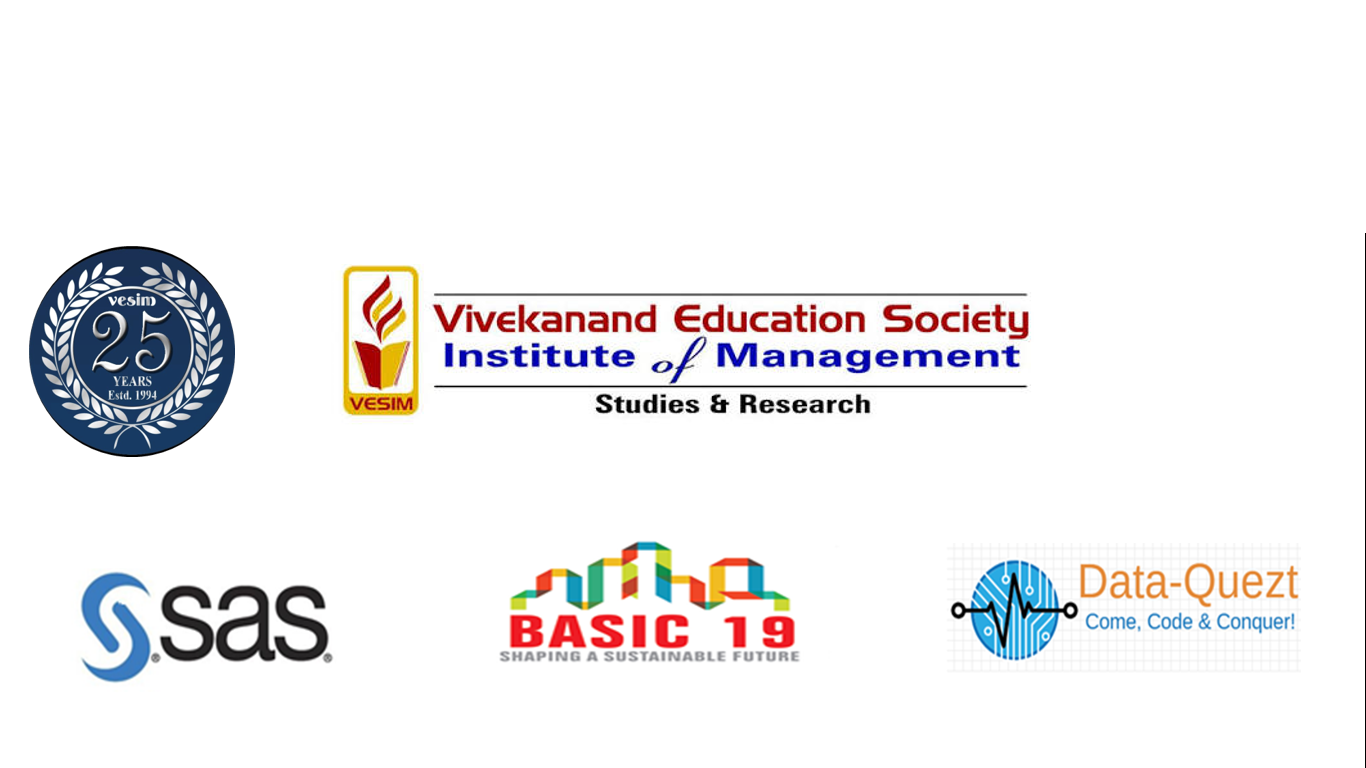 vesim
25
YEARS
Estd. 1994
VESIM
Vivekanand Education Society
Institute of Management
Studies & Research
sas
BASIC 19
SHAPING A SUSTAINABLE FUTURE
Data-Quezt
Come, Code & Conquer!